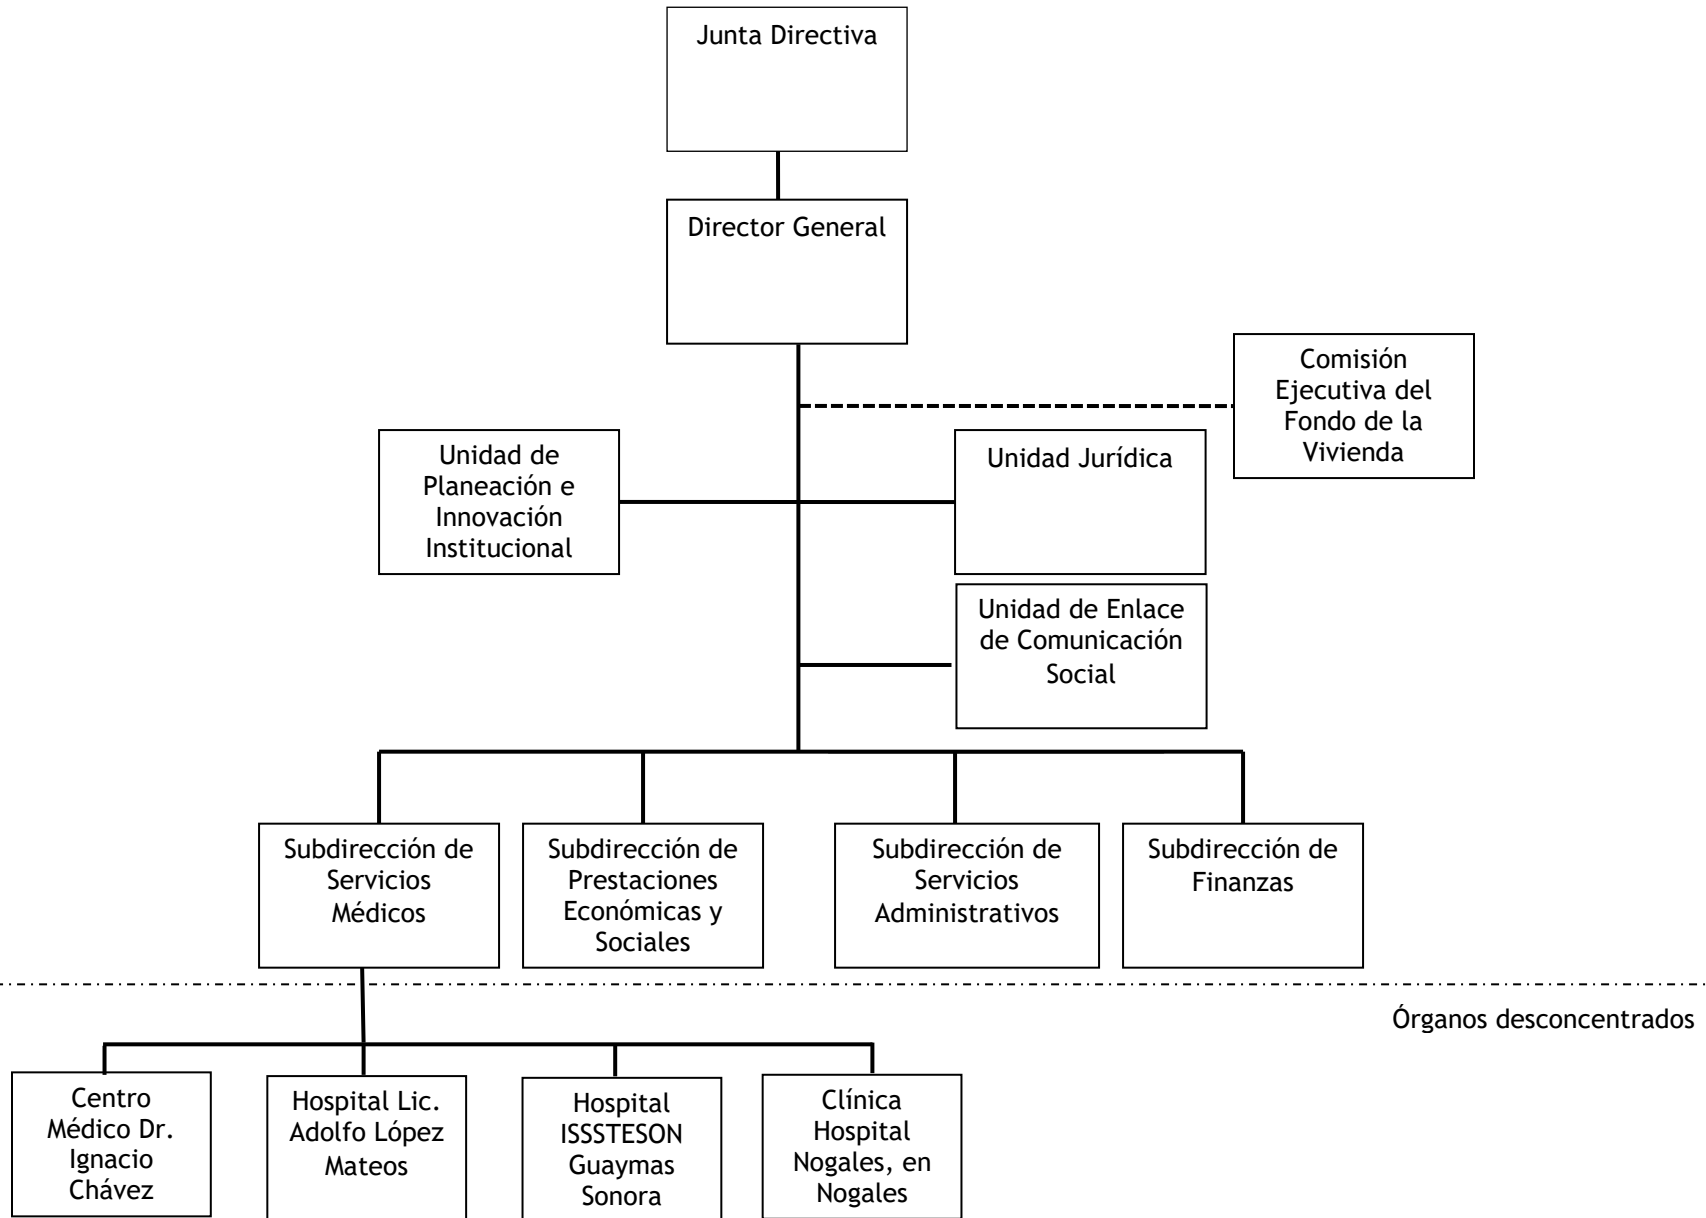 Junta Directiva
Director General
Comisión
Ejecutiva del
Fondo de la
Vivienda
Unidad de
Planeación e
Innovación
Institucional
Unidad Jurídica
Unidad de Enlace
de Comunicación
Social
Subdirección de
Servicios
Médicos
Subdirección de
Prestaciones
Económicas y
Sociales
Subdirección de
Servicios
Administrativos
Subdirección de
Finanzas
Órganos desconcentrados
Centro
Médico Dr.
Ignacio
Chávez
Hospital Lic.
Adolfo López
Mateos
Hospital
ISSSTESON
Guaymas
Sonora
Clínica
Hospital
Nogales, en
Nogales